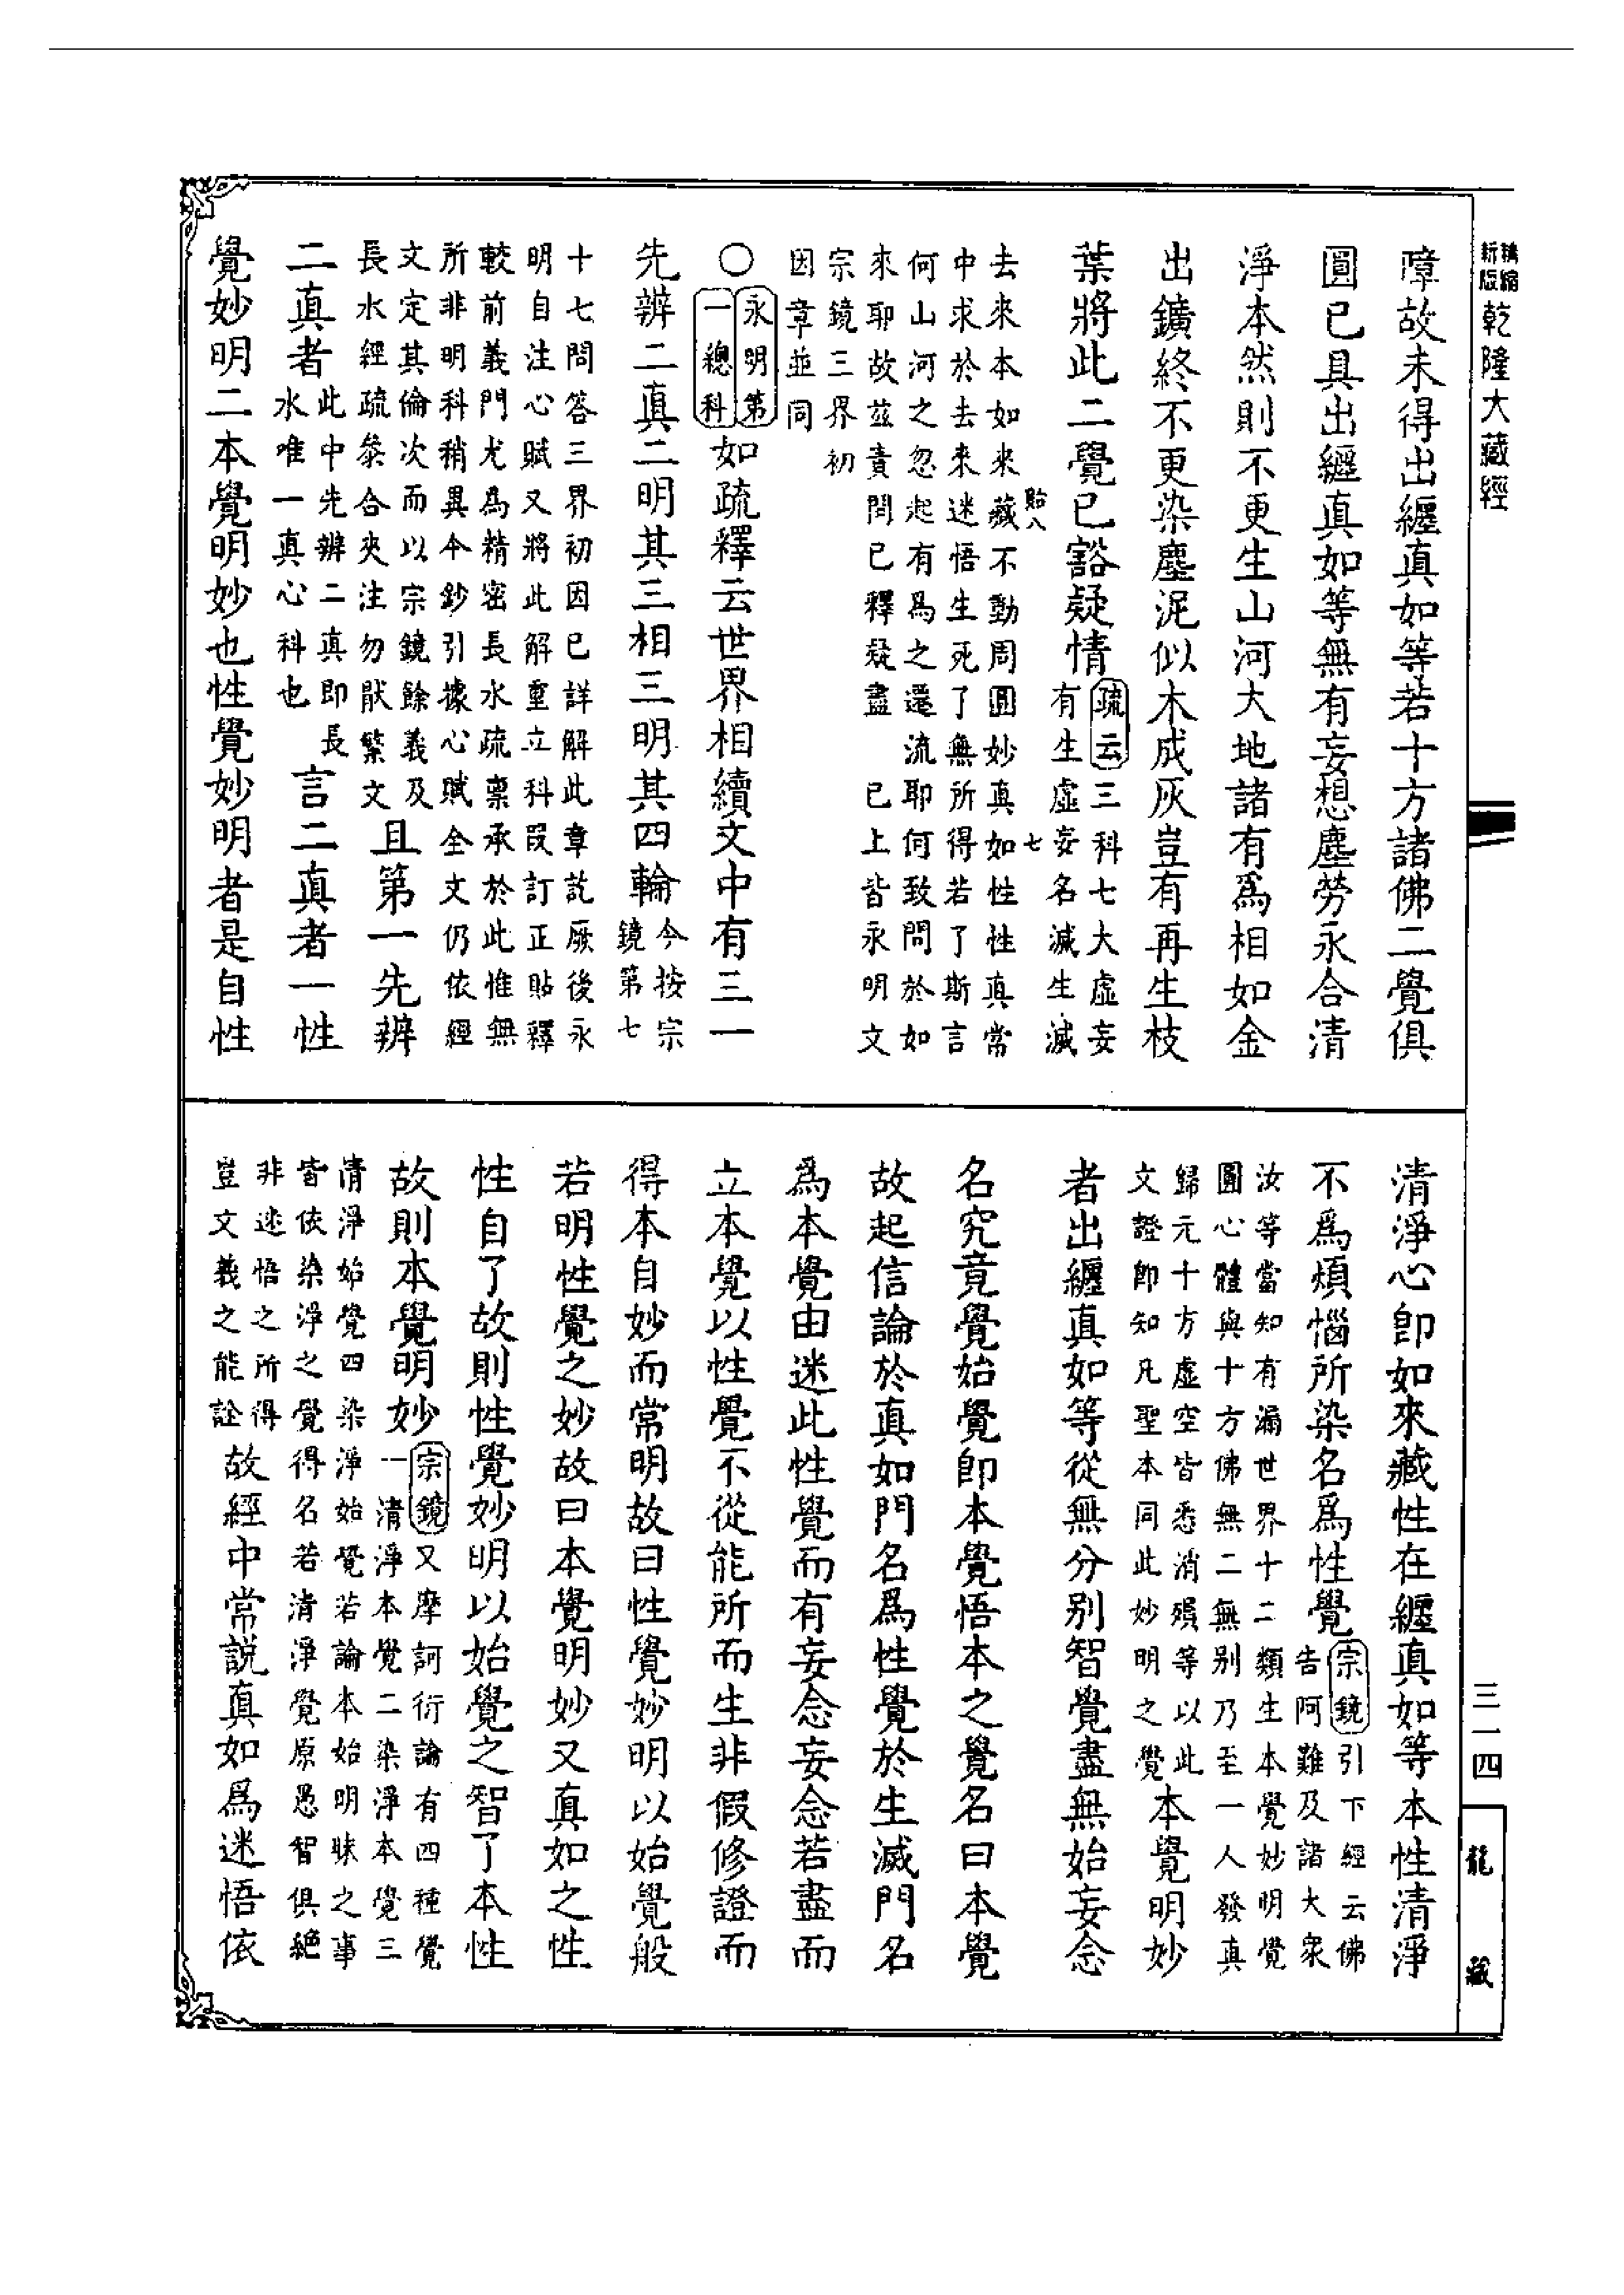 精縮新版乾隆大藏經
障故未得出纏真如等若十方諸佛二覺俱
圓已具出纏真如等無有妄想塵勞永合清
淨本然則不更生山河大地諸有爲相如金
出鑛終不更染塵泥似木成灰豈有再生枝
葉將此二覺已豁疑情
疏云三科七大虛妄
有生虛妄名滅生滅
貽八
七
去來本如來藏不動周圓妙真如性性真常
中求於去來迷悟生死了無所得若了斯言
何山河之忽起有爲之還流耶何致問於如
來耶故茲責問已釋疑盡
已上皆永明文
宗鏡三界初
因章並同
○
永明第
一總科
如疏釋云世界相續文中有三一
先辨二真二明其三相三明其四輪
今按宗
鏡第七
十七問答三界初因已詳解此章訖厥後永
明自注心賦又將此解重立科段訂正貼釋
較前義門尤爲精密長水疏稟承於此惟無
所非明科稍異今鈔引據心賦全文仍依經
文定其倫次而以宗鏡餘義及
長水經疏叅合夾注勿猒繁文
且第一先辨
二真者
此中先辨二真即長
水唯一真心科也
言二真者一性
覺妙明二本覺明妙也性覺妙明者是自性
清淨心即如來藏性在纏真如等本性清淨
不爲煩惱所染名爲性覺
宗鏡引下經云佛
告阿難及諸大衆
汝等當知有漏世界十二類生本覺妙明覺
圓心體與十方佛無二無別乃至一人發真
歸元十方虛空皆悉消殞等以此
文證即知凡聖本同此妙明之覺
本覺明妙
者出纏真如等從無分別智覺盡無始妄念
名究竟覺始覺即本覺悟本之覺名曰本覺
故起信論於真如門名爲性覺於生滅門名
爲本覺由迷此性覺而有妄念妄念若盡而
立本覺以性覺不從能所而生非假修證而
得本自妙而常明故曰性覺妙明以始覺般
若明性覺之妙故曰本覺明妙又真如之性
性自了故則性覺妙明以始覺之智了本性
故則本覺明妙
宗鏡又摩訶衍論有四種覺
一清淨本覺二染淨本覺三
清淨始覺四染淨始覺若論本始明昧之事
皆依染淨之覺得名若清淨覺原愚智俱絕
非迷悟之所得
豈文義之能詮
故經中常說真如爲迷悟依
三一四
龍藏